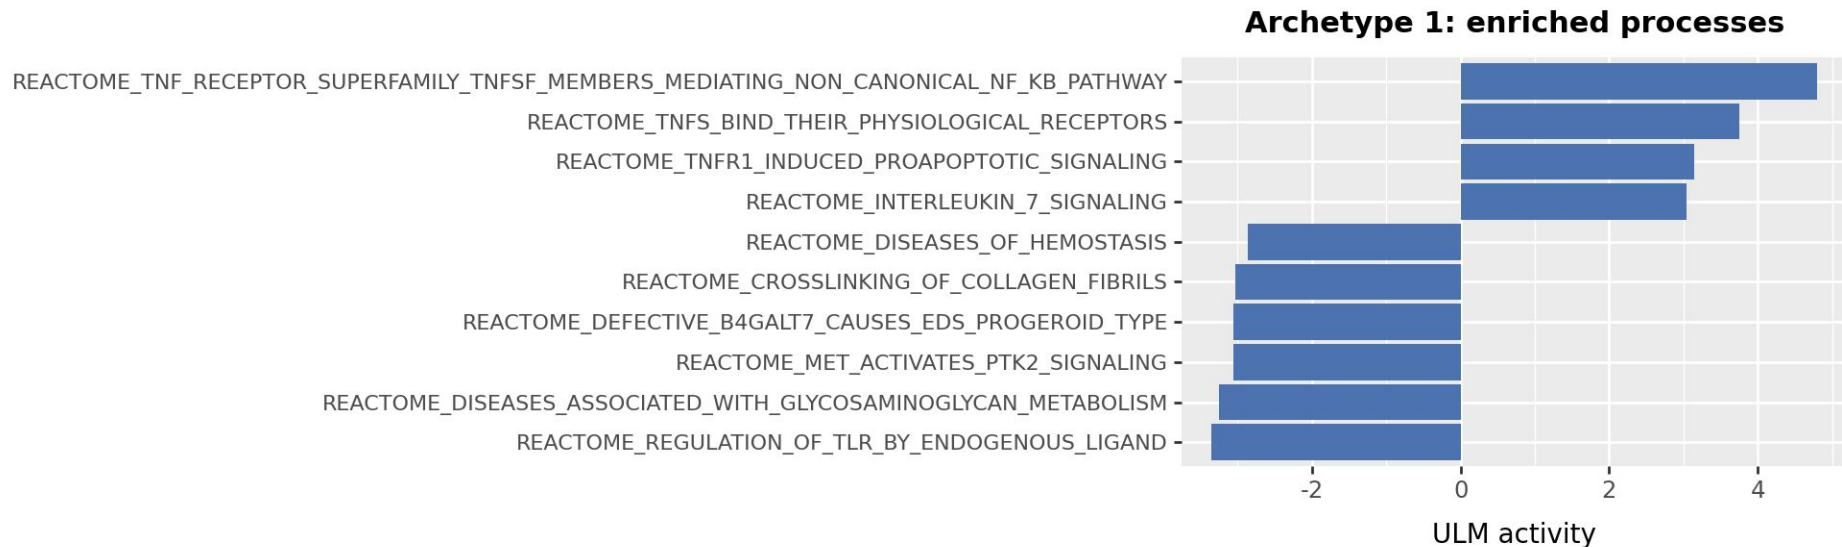 Archetype 1: enriched processes
REACTOME_TNF_RECEPTOR_SUPERFAMILY_TNFSF_MEMBERS_MEDIATING_NON_CANONICAL_NF_KB_PATHWAY
REACTOME_TNFS_BIND_THEIR_PHYSIOLOGICAL_RECEPTORS
REACTOME_TNFR1_INDUCED_PROAPOPTOTIC_SIGNALING
REACTOME_INTERLEUKIN_7_SIGNALING
REACTOME_DISEASES_OF_HEMOSTASIS
REACTOME_CROSSLINKING_OF_COLLAGEN_FIBRILS
REACTOME_DEFECTIVE_B4GALT7_CAUSES_EDS_PROGEROID_TYPE
REACTOME_MET_ACTIVATES_PTK2_SIGNALING
REACTOME_DISEASES_ASSOCIATED_WITH_GLYCOSAMINOGLYCAN_METABOLISM
REACTOME_REGULATION_OF_TLR_BY_ENDOGENOUS_LIGAND
-2 0 2 4
ULM activity